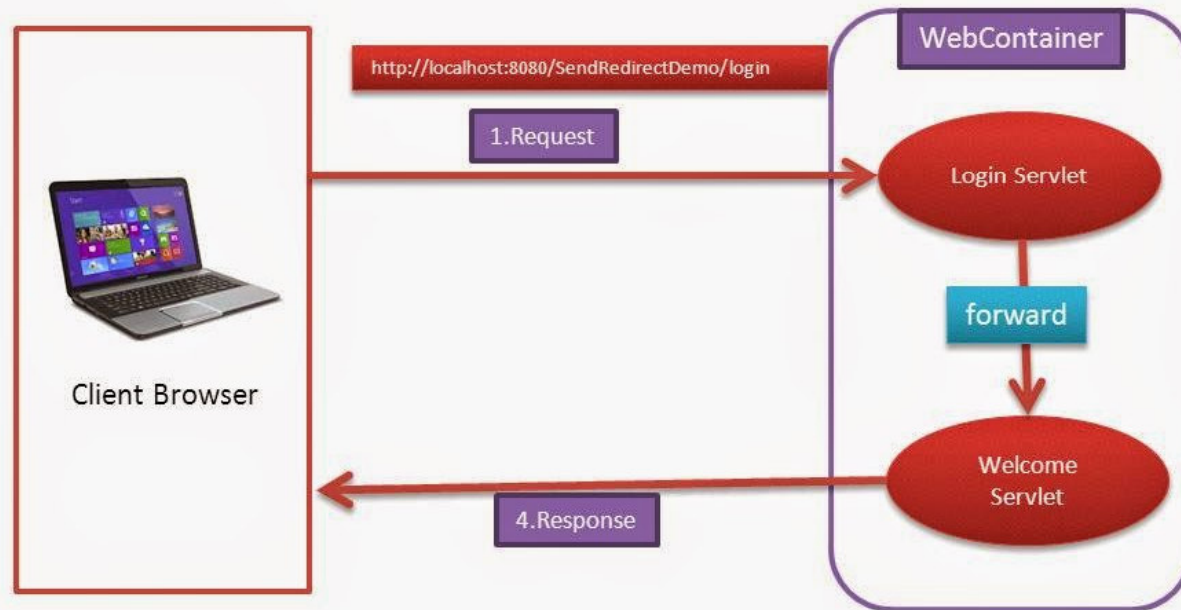 WebContainer
http://localhost:8080/SendRedirectDemo/login
1.Request
Login Servlet
forward
Client Browser
Welcome
Servlet
4.Response